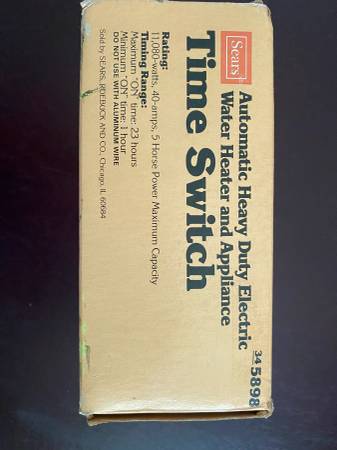 Sears
Automatic Heavy Duty Electric
Water Heater and Appliance
34 5898
Time Switch
Rating:
11,080-watts, 40-amps, 5 Horse Power Maximum Capacity
Timing Range:
Maximum "ON" time: 23 hours
Minimum "ON" time: 1 hour
DO NOT USE WITH ALUMINUM WIRE
Sold by SEARS, ROEBUCK AND CO., Chicago, IL 60684